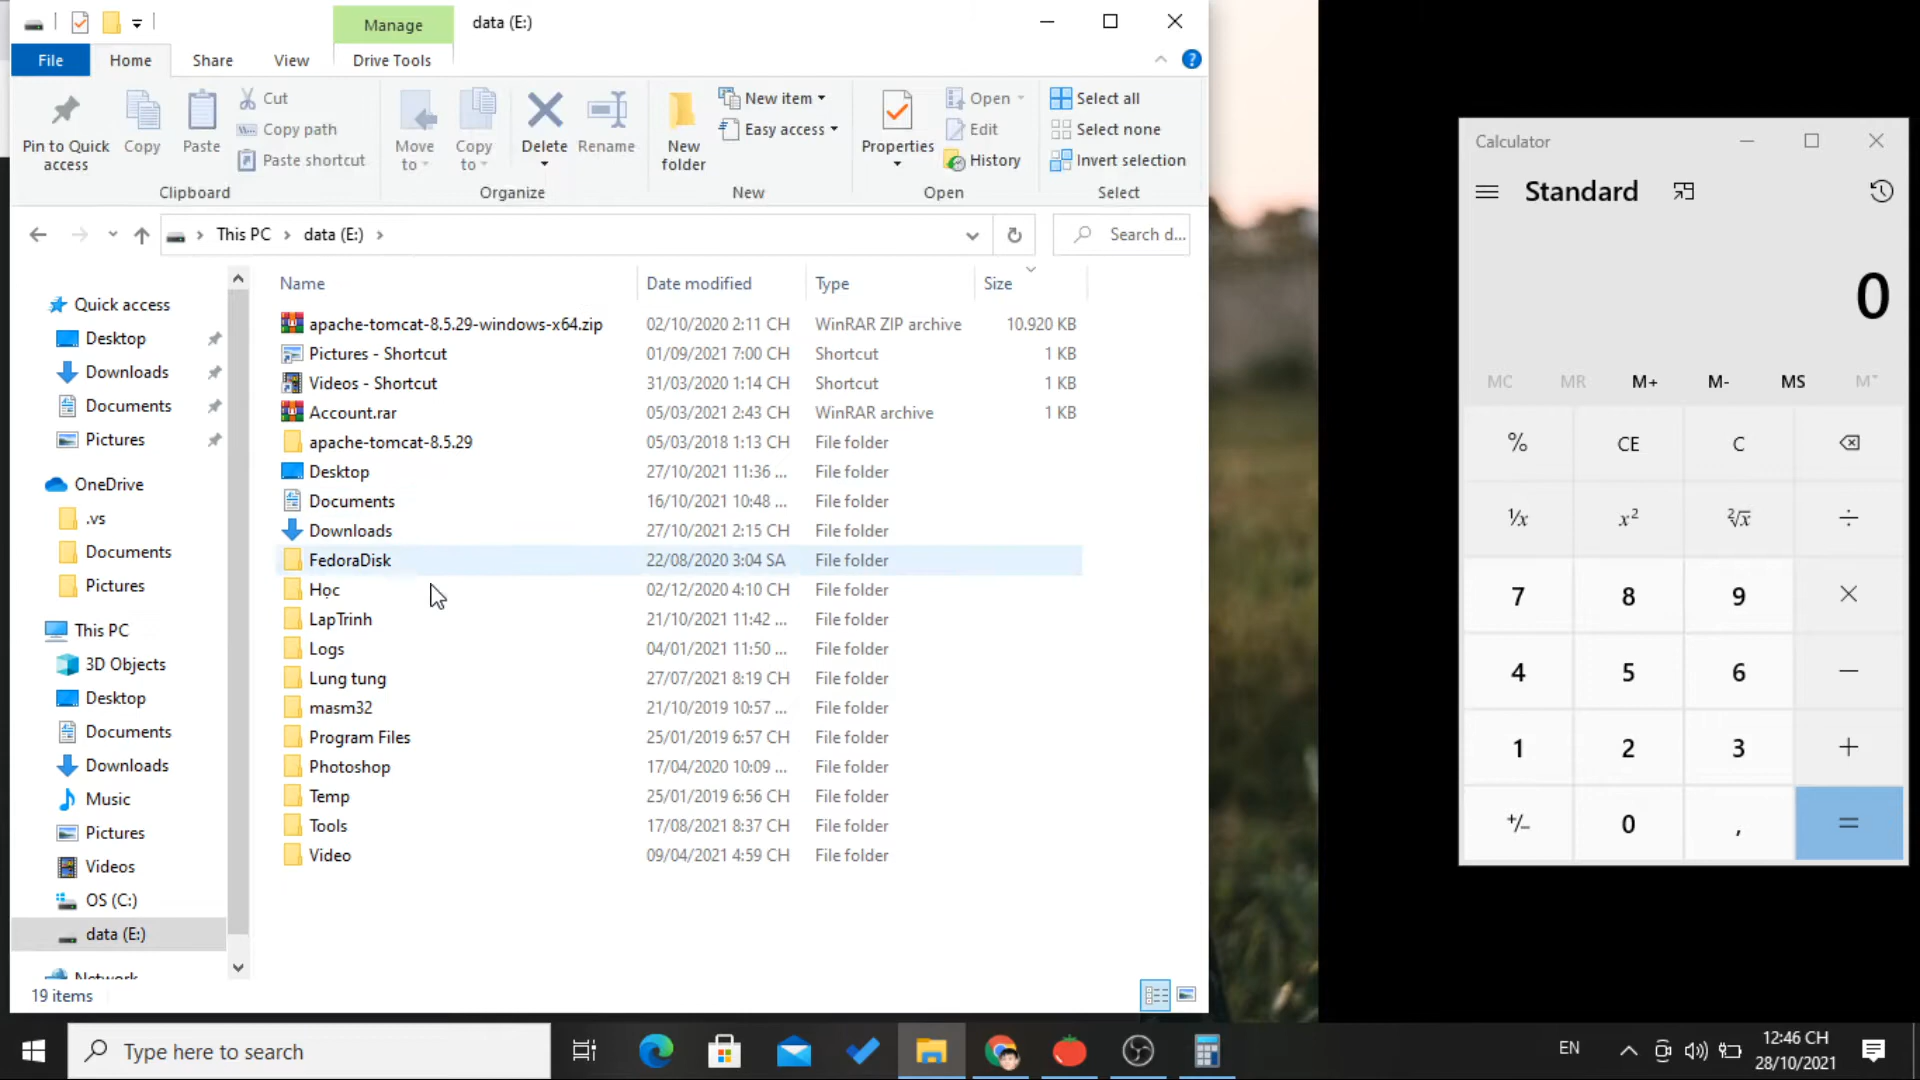 Manage
data (E:)
File
Home
Share
View
Drive Tools
Pin to Quick access
Copy
Paste
Cut
Copy path
Paste shortcut
Clipboard
Move to
Copy to
Delete
Rename
Organize
New folder
New item
Easy access
New
Properties
Open
Edit
History
Open
Select all
Select none
Invert selection
Select
This PC > data (E:) >
Search d...
Quick access
Desktop
Downloads
Documents
Pictures
OneDrive
.vs
Documents
Pictures
This PC
3D Objects
Desktop
Documents
Downloads
Music
Pictures
Videos
OS (C:)
data (E:)
Network
Name Date modified Type Size
apache-tomcat-8.5.29-windows-x64.zip 02/10/2020 2:11 CH WinRAR ZIP archive 10.920 KB
Pictures - Shortcut 01/09/2021 7:00 CH Shortcut 1 KB
Videos - Shortcut 31/03/2020 1:14 CH Shortcut 1 KB
Account.rar 05/03/2021 2:43 CH WinRAR archive 1 KB
apache-tomcat-8.5.29 05/03/2018 1:13 CH File folder
Desktop 27/10/2021 11:36 ... File folder
Documents 16/10/2021 10:48 ... File folder
Downloads 27/10/2021 2:15 CH File folder
FedoraDisk 22/08/2020 3:04 SA File folder
Học 02/12/2020 4:10 CH File folder
LapTrinh 21/10/2021 11:42 ... File folder
Logs 04/01/2021 11:50 ... File folder
Lung tung 27/07/2021 8:19 CH File folder
masm32 21/10/2019 10:57 ... File folder
Program Files 25/01/2019 6:57 CH File folder
Photoshop 17/04/2020 10:09 ... File folder
Temp 25/01/2019 6:56 CH File folder
Tools 17/08/2021 8:37 CH File folder
Video 09/04/2021 4:59 CH File folder
19 items
Calculator
Standard
0
MC MR M+ M- MS M˅
% CE C
¹/x x² ²√x ÷
7 8 9 ×
4 5 6 −
1 2 3 +
+/− 0 , =
Type here to search
EN
12:46 CH
28/10/2021